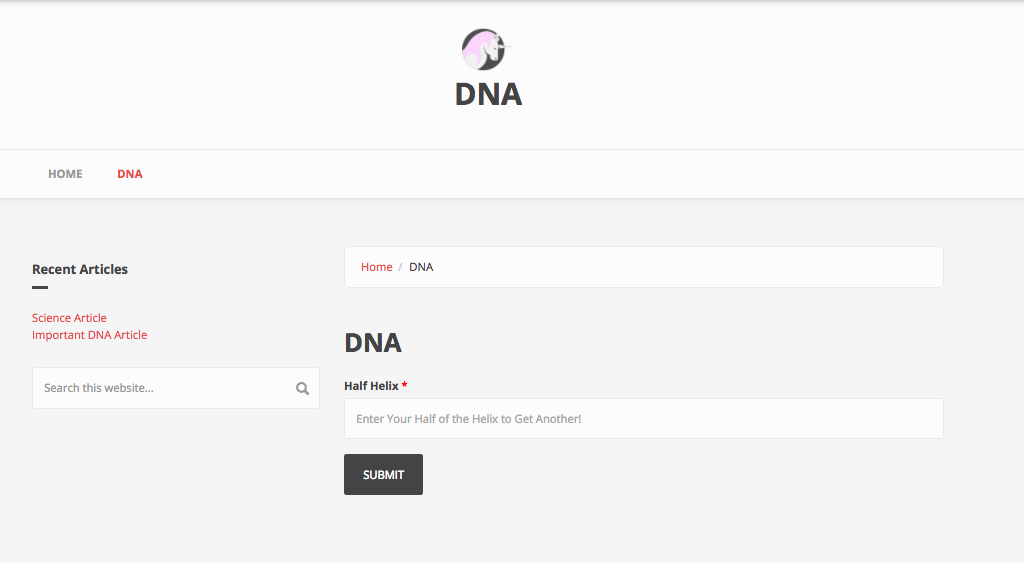 DNA
HOME
DNA
Recent Articles
Science Article
Important DNA Article
Search this website...
Home / DNA
DNA
Half Helix *
Enter Your Half of the Helix to Get Another!
SUBMIT